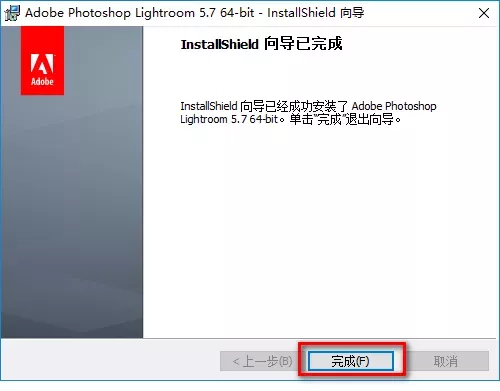 Adobe Photoshop Lightroom 5.7 64-bit - InstallShield 向导
Adobe
InstallShield 向导已完成
InstallShield 向导已经成功安装了 Adobe Photoshop
Lightroom 5.7 64-bit。单击“完成”退出向导。
< 上一步(B)
完成(F)
取消